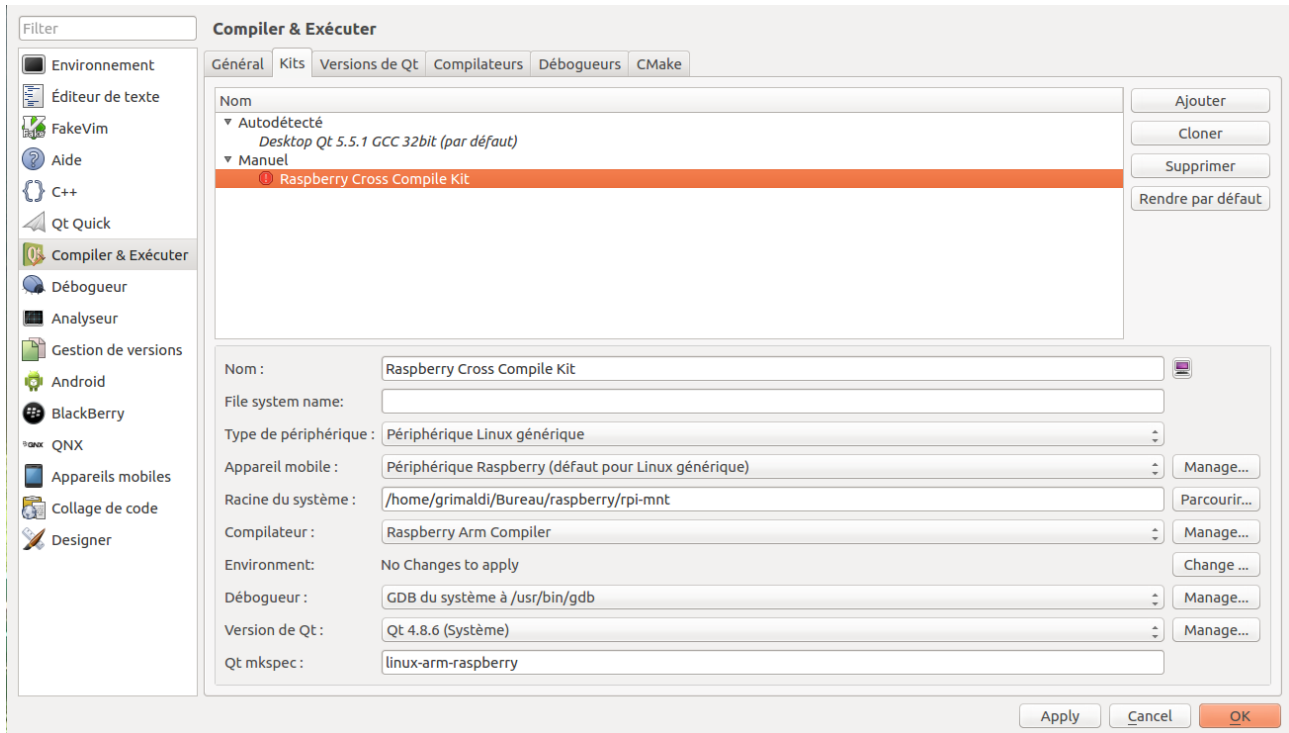 Filter
Compiler & Exécuter
Environnement
Éditeur de texte
FakeVim
Aide
C++
Qt Quick
Compiler & Exécuter
Débogueur
Analyseur
Gestion de versions
Android
BlackBerry
QNX QNX
Appareils mobiles
Collage de code
Designer
Général Kits Versions de Qt Compilateurs Débogueurs CMake
Nom
Autodétecté
Desktop Qt 5.5.1 GCC 32bit (par défaut)
Manuel
Raspberry Cross Compile Kit
Ajouter
Cloner
Supprimer
Rendre par défaut
Nom : Raspberry Cross Compile Kit
File system name:
Type de périphérique : Périphérique Linux générique
Appareil mobile : Périphérique Raspberry (défaut pour Linux générique) Manage...
Racine du système : /home/grimaldi/Bureau/raspberry/rpi-mnt Parcourir...
Compilateur : Raspberry Arm Compiler Manage...
Environment: No Changes to apply Change ...
Débogueur : GDB du système à /usr/bin/gdb Manage...
Version de Qt : Qt 4.8.6 (Système) Manage...
Qt mkspec : linux-arm-raspberry
Apply Cancel OK